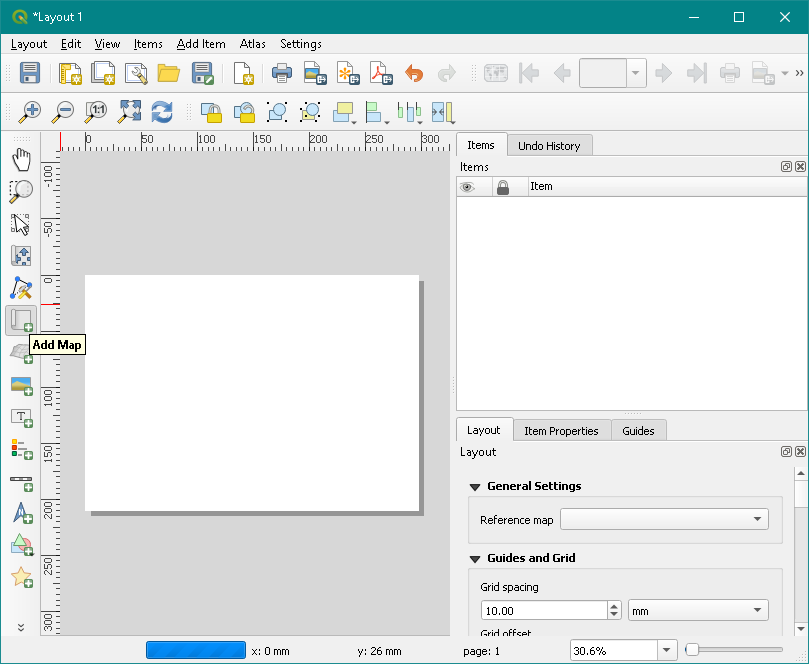 *Layout 1
Layout Edit View Items Add Item Atlas Settings
»
1:1
0 50 100 150 200 250 300
Items Undo History
Items
Item
-100
-50
0
Add Map
100
150
200
250
300
T
Layout Item Properties Guides
Layout
General Settings
Reference map
Guides and Grid
Grid spacing
10.00 mm
Grid offset
x: 0 mm y: 26 mm page: 1 30.6%